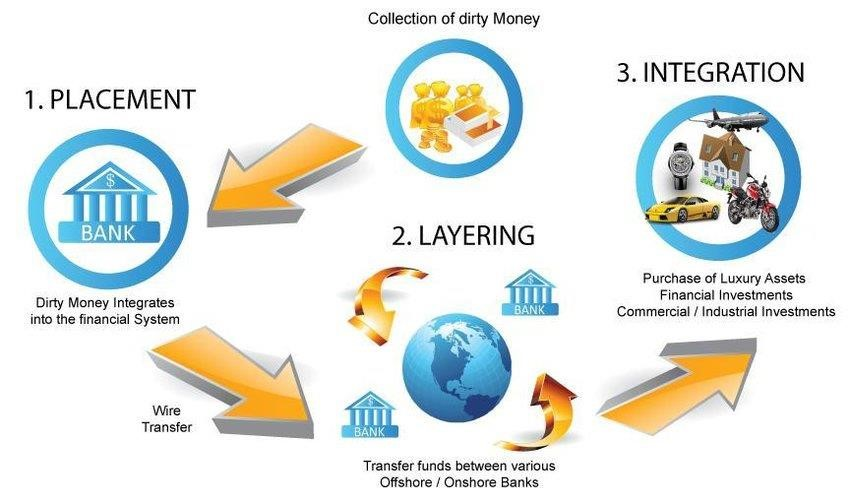 Collection of dirty Money
1. PLACEMENT
$
BANK
Dirty Money Integrates
into the financial System
Wire
Transfer
2. LAYERING
$
BANK
$
BANK
Transfer funds between various
Offshore / Onshore Banks
3. INTEGRATION
Purchase of Luxury Assets
Financial Investments
Commercial / Industrial Investments